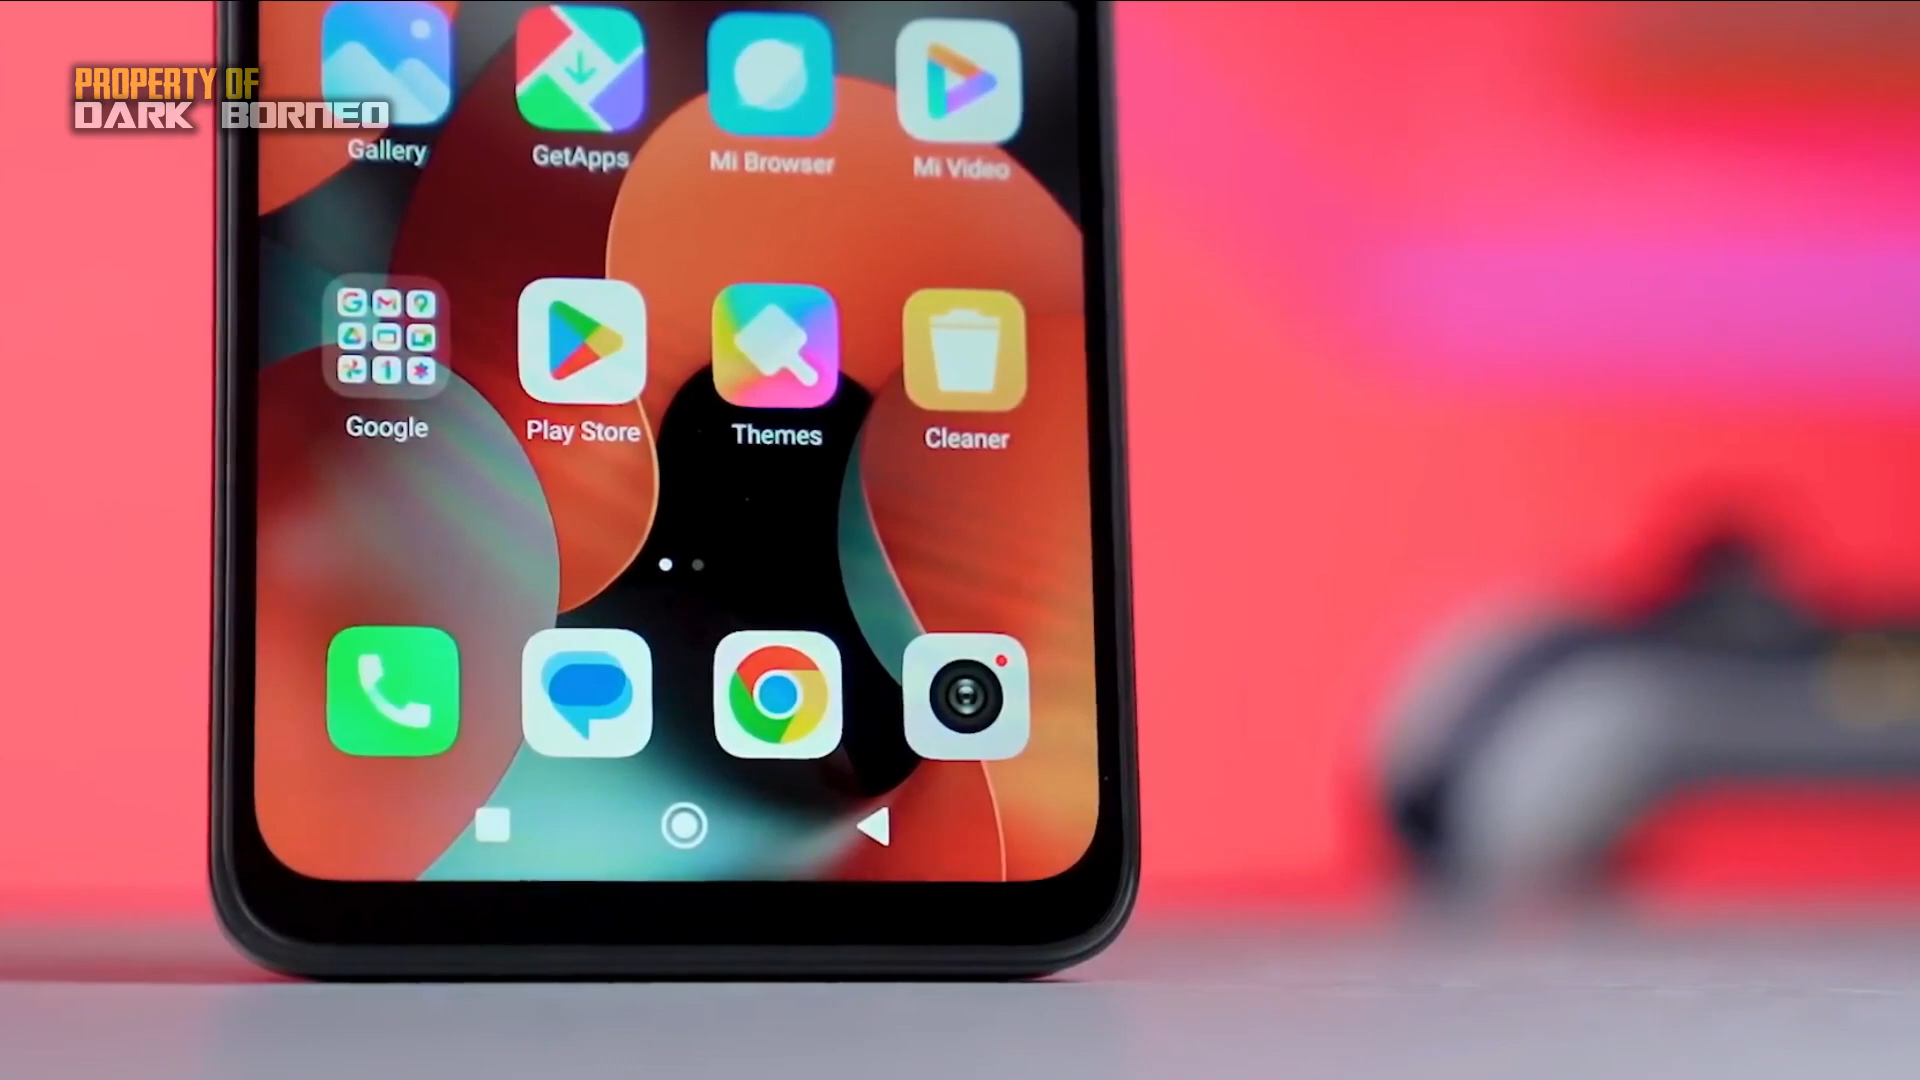 PROPERTY OF
DARK BORNEO
Gallery
GetApps
Mi Browser
Mi Video
Google
Play Store
Themes
Cleaner